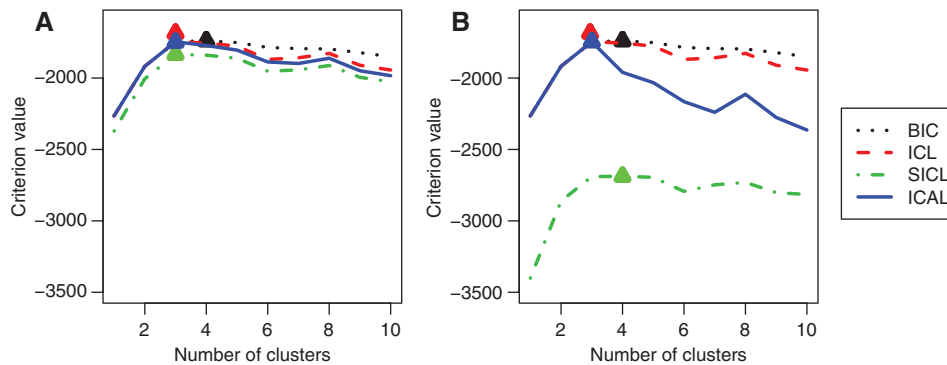 A
Criterion value
−2000
−2500
−3000
−3500
2 4 6 8 10
Number of clusters
B
Criterion value
−2000
−2500
−3000
−3500
2 4 6 8 10
Number of clusters
BIC
ICL
SICL
ICAL